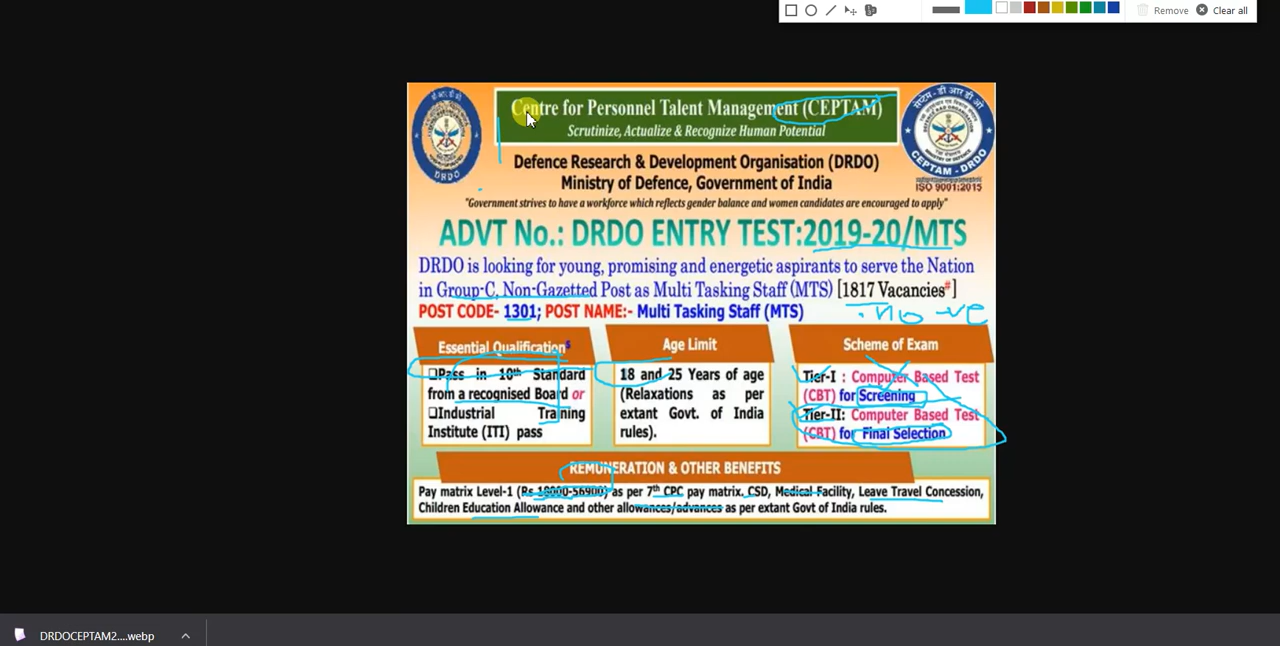 Remove Clear all
Centre for Personnel Talent Management (CEPTAM)
Scrutinize, Actualize & Recognize Human Potential
Defence Research & Development Organisation (DRDO)
Ministry of Defence, Government of India
DRDO
CEPTAM - DRDO
ISO 9001:2015
"Government strives to have a workforce which reflects gender balance and women candidates are encouraged to apply"
ADVT No.: DRDO ENTRY TEST:2019-20/MTS
DRDO is looking for young, promising and energetic aspirants to serve the Nation
in Group-C, Non-Gazetted Post as Multi Tasking Staff (MTS) [1817 Vacancies#]
POST CODE- 1301; POST NAME:- Multi Tasking Staff (MTS)
no -ve
Essential Qualification$
❑Pass in 10th Standard
from a recognised Board or
❑Industrial Training
Institute (ITI) pass
Age Limit
18 and 25 Years of age
(Relaxations as per
extant Govt. of India
rules).
Scheme of Exam
Tier-I : Computer Based Test
(CBT) for Screening
Tier-II: Computer Based Test
(CBT) for Final Selection
REMUNERATION & OTHER BENEFITS
Pay matrix Level-1 (Rs 18000-56900) as per 7th CPC pay matrix. CSD, Medical Facility, Leave Travel Concession,
Children Education Allowance and other allowances/advances as per extant Govt of India rules.
DRDOCEPTAM2....webp